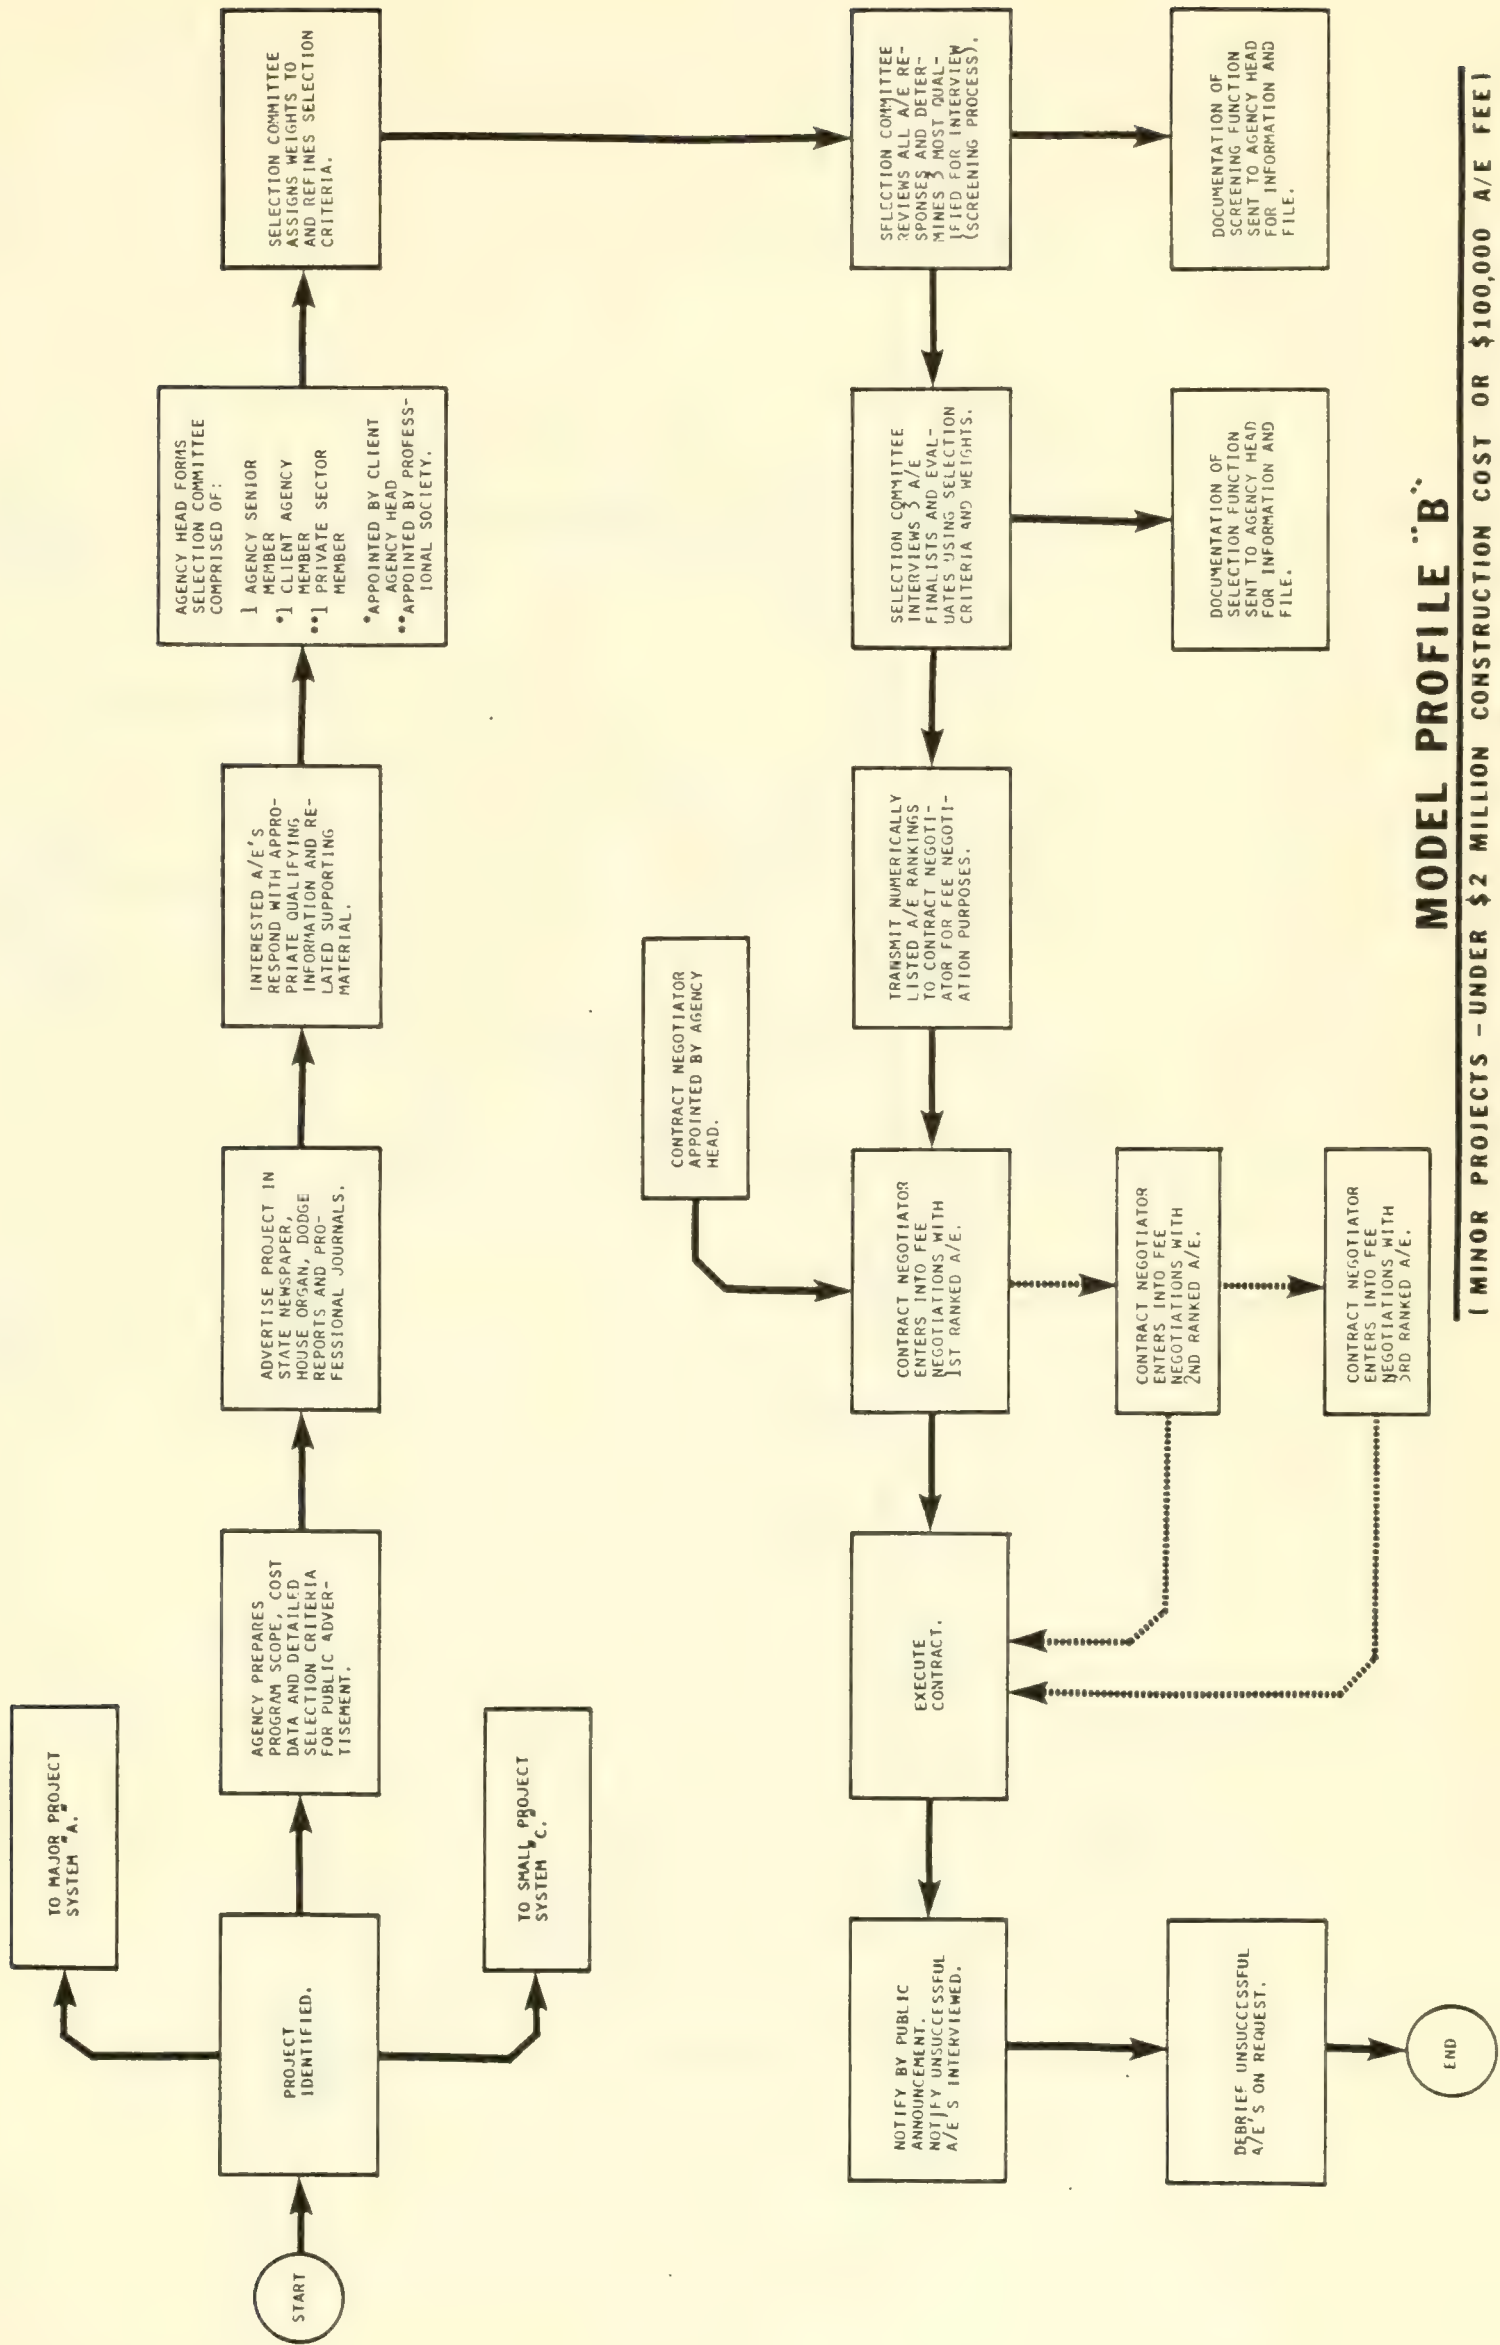 START
PROJECT
IDENTIFIED.
TO MAJOR PROJECT
SYSTEM "A."
TO SMALL PROJECT
SYSTEM "C."
AGENCY PREPARES
PROGRAM SCOPE, COST
DATA AND DETAILED
SELECTION CRITERIA
FOR PUBLIC ADVER-
TISEMENT.
ADVERTISE PROJECT IN
STATE NEWSPAPER,
HOUSE ORGAN, DODGE
REPORTS AND PRO-
FESSIONAL JOURNALS.
INTERESTED A/E'S
RESPOND WITH APPRO-
PRIATE QUALIFYING
INFORMATION AND RE-
LATED SUPPORTING
MATERIAL.
AGENCY HEAD FORMS
SELECTION COMMITTEE
COMPRISED OF:
1 AGENCY SENIOR
MEMBER
*1 CLIENT AGENCY
MEMBER
**1 PRIVATE SECTOR
MEMBER
*APPOINTED BY CLIENT
AGENCY HEAD
**APPOINTED BY PROFESS-
IONAL SOCIETY.
SELECTION COMMITTEE
ASSIGNS WEIGHTS TO
AND REFINES SELECTION
CRITERIA.
SELECTION COMMITTEE
REVIEWS ALL A/E RE-
SPONSES AND DETER-
MINES 3 MOST QUAL-
IFIED FOR INTERVIEW
(SCREENING PROCESS).
DOCUMENTATION OF
SCREENING FUNCTION
SENT TO AGENCY HEAD
FOR INFORMATION AND
FILE.
SELECTION COMMITTEE
INTERVIEWS 3 A/E
FINALISTS AND EVAL-
UATES USING SELECTION
CRITERIA AND WEIGHTS.
DOCUMENTATION OF
SELECTION FUNCTION
SENT TO AGENCY HEAD
FOR INFORMATION AND
FILE.
TRANSMIT NUMERICALLY
LISTED A/E RANKINGS
TO CONTRACT NEGOTI-
ATOR FOR FEE NEGOTI-
ATION PURPOSES.
CONTRACT NEGOTIATOR
APPOINTED BY AGENCY
HEAD.
CONTRACT NEGOTIATOR
ENTERS INTO FEE
NEGOTIATIONS WITH
1ST RANKED A/E.
CONTRACT NEGOTIATOR
ENTERS INTO FEE
NEGOTIATIONS WITH
2ND RANKED A/E.
CONTRACT NEGOTIATOR
ENTERS INTO FEE
NEGOTIATIONS WITH
3RD RANKED A/E.
EXECUTE
CONTRACT.
NOTIFY BY PUBLIC
ANNOUNCEMENT.
NOTIFY UNSUCCESSFUL
A/E'S INTERVIEWED.
DEBRIEF UNSUCCESSFUL
A/E'S ON REQUEST.
END
MODEL PROFILE "B"
(MINOR PROJECTS - UNDER $2 MILLION CONSTRUCTION COST OR $100,000 A/E FEE)